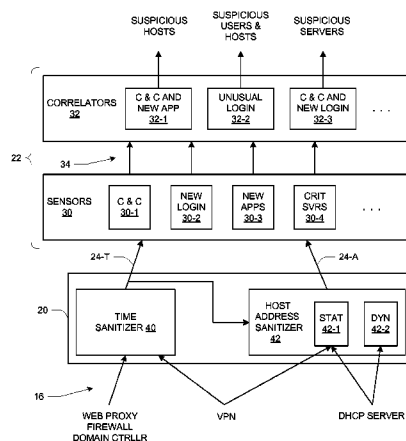 SUSPICIOUS HOSTS
SUSPICIOUS USERS & HOSTS
SUSPICIOUS SERVERS
22
CORRELATORS 32
C & C AND NEW APP 32-1
UNUSUAL LOGIN 32-2
C & C AND NEW LOGIN 32-3
. . .
34
SENSORS 30
C & C 30-1
NEW LOGIN 30-2
NEW APPS 30-3
CRIT SVRS 30-4
. . .
24-T
24-A
20
TIME SANITIZER 40
HOST ADDRESS SANITIZER 42
STAT 42-1
DYN 42-2
16
WEB PROXY
FIREWALL
DOMAIN CTRLLR
VPN
DHCP SERVER